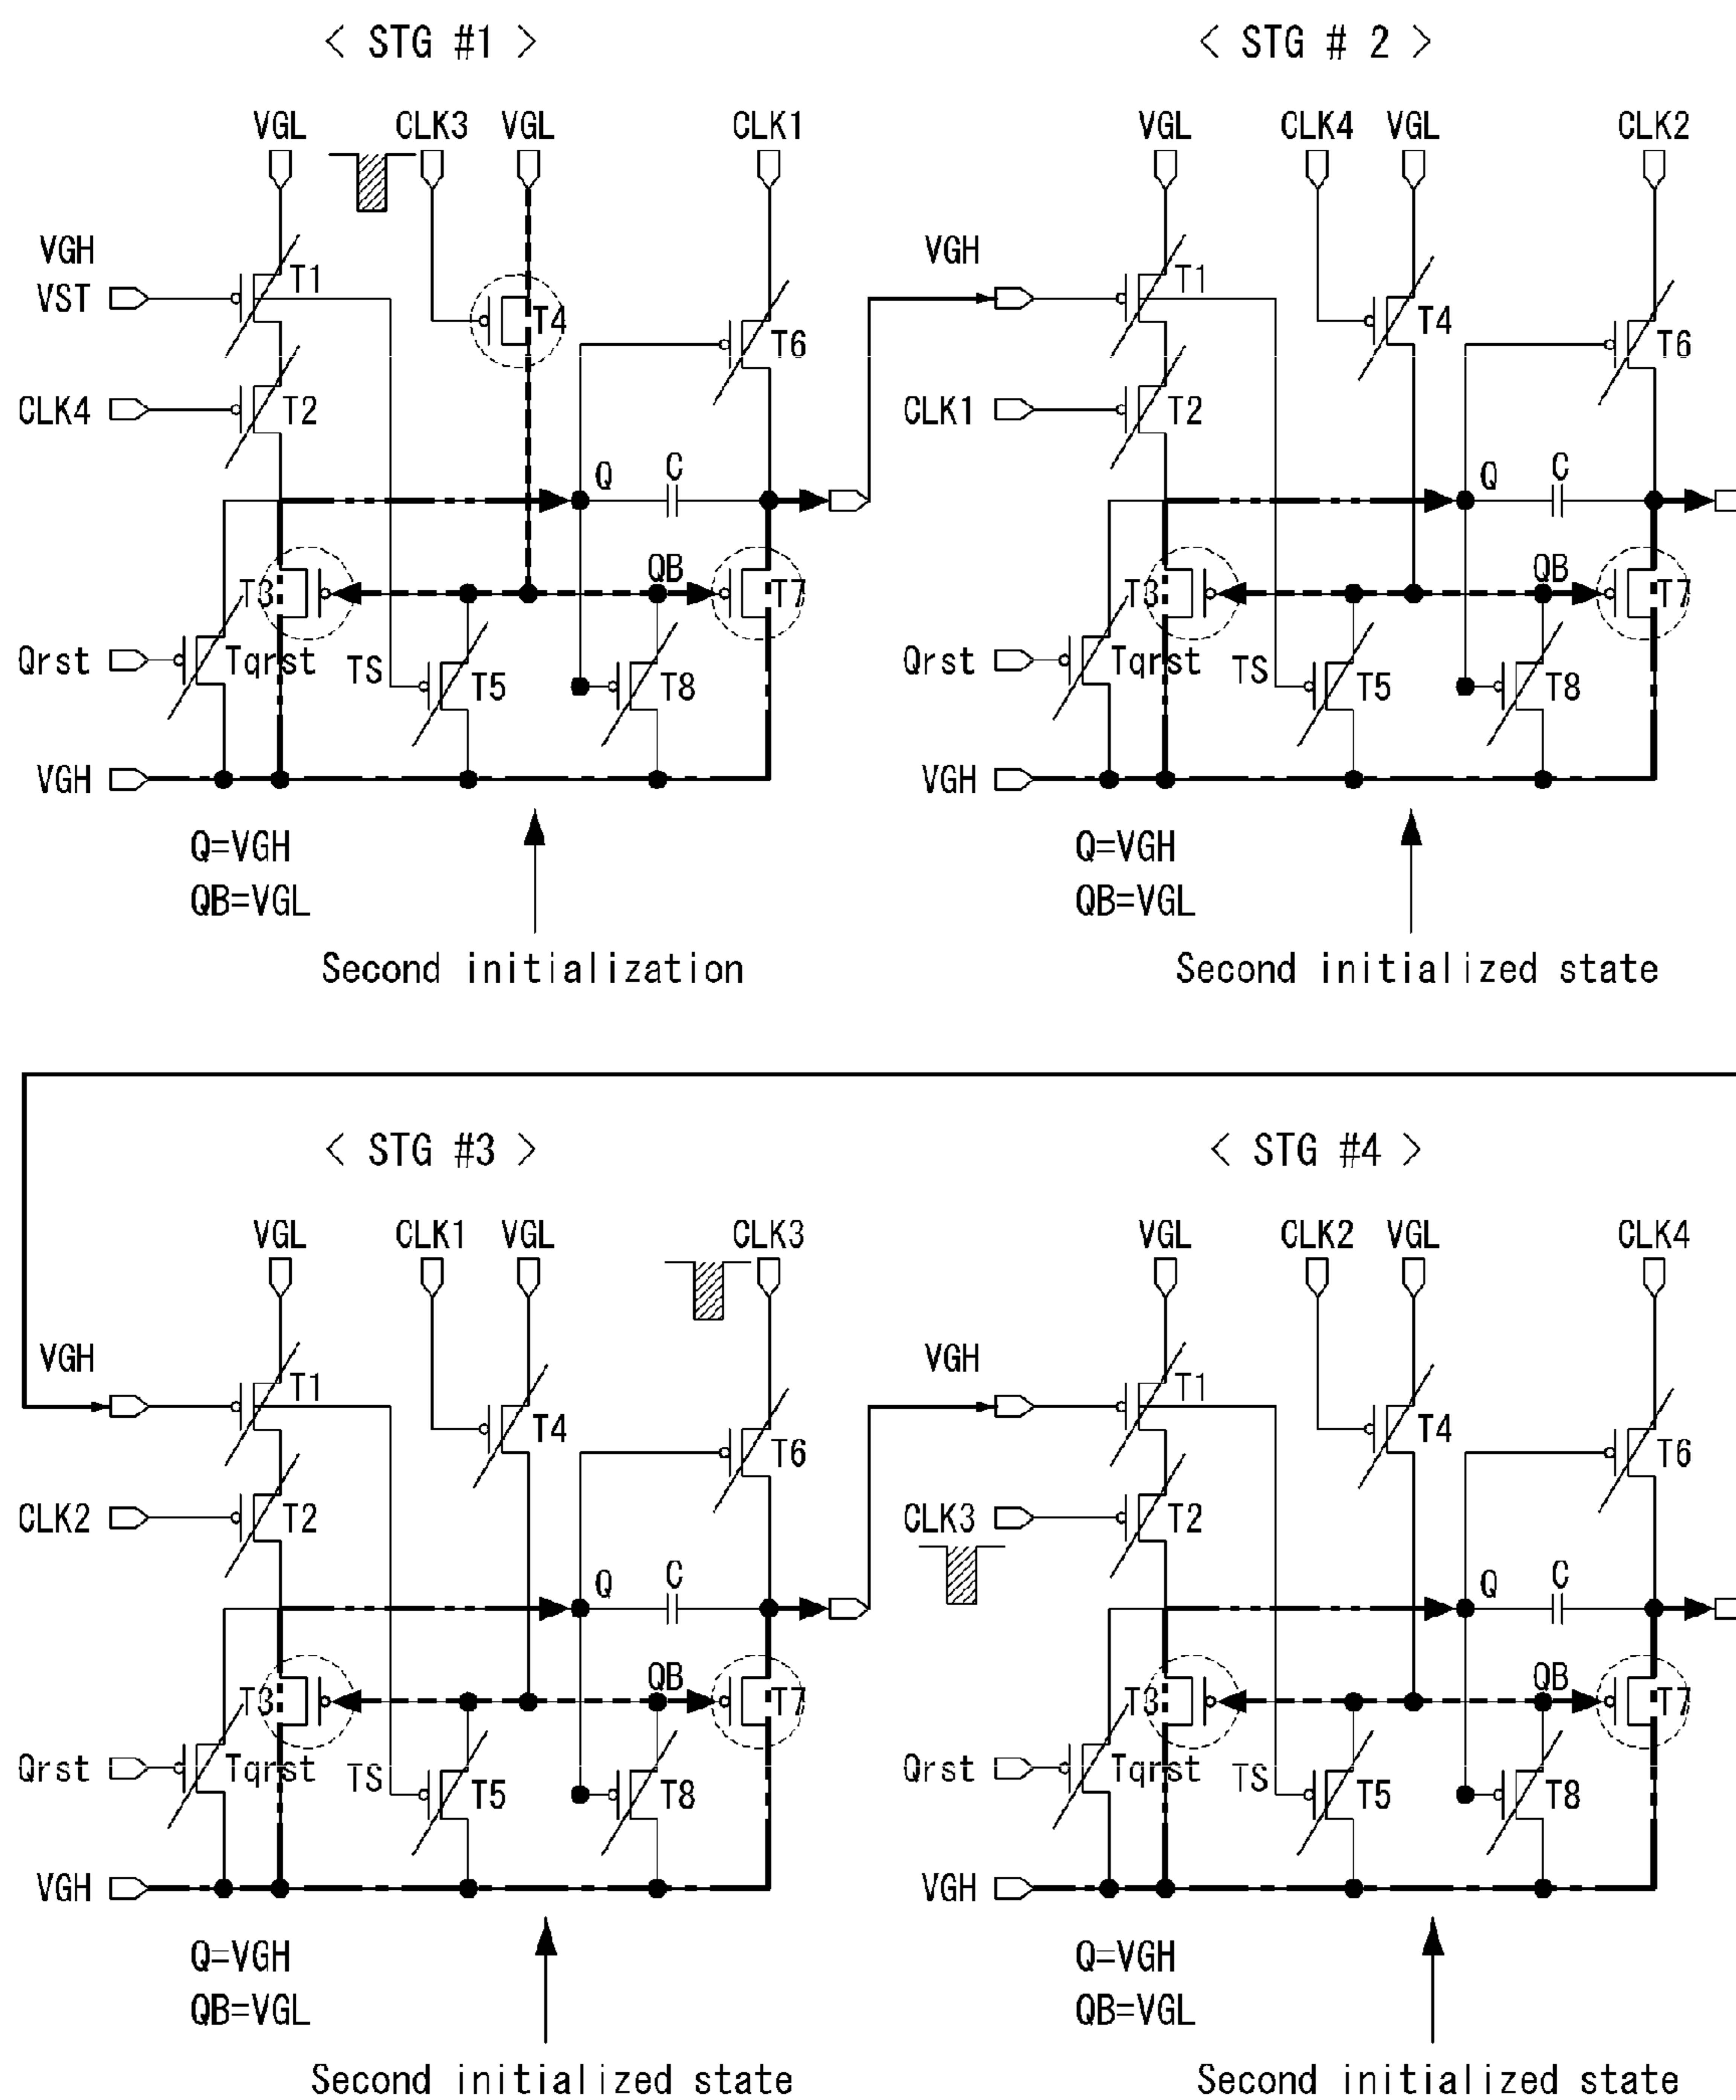 < STG #1 >
VGL CLK3 VGL CLK1
VGH
VST T1
T4
T6
CLK4 T2
Q C
T3 QB T7
Qrst Tqrst TS T5 T8
VGH
Q=VGH
QB=VGL
Second initialization
< STG # 2 >
VGL CLK4 VGL CLK2
VGH
T1
T4
T6
CLK1 T2
Q C
T3 QB T7
Qrst Tqrst TS T5 T8
VGH
Q=VGH
QB=VGL
Second initialized state
< STG #3 >
VGL CLK1 VGL CLK3
VGH
T1
T4
T6
CLK2 T2
Q C
T3 QB T7
Qrst Tqrst TS T5 T8
VGH
Q=VGH
QB=VGL
Second initialized state
< STG #4 >
VGL CLK2 VGL CLK4
VGH
T1
T4
T6
CLK3 T2
Q C
T3 QB T7
Qrst Tqrst TS T5 T8
VGH
Q=VGH
QB=VGL
Second initialized state